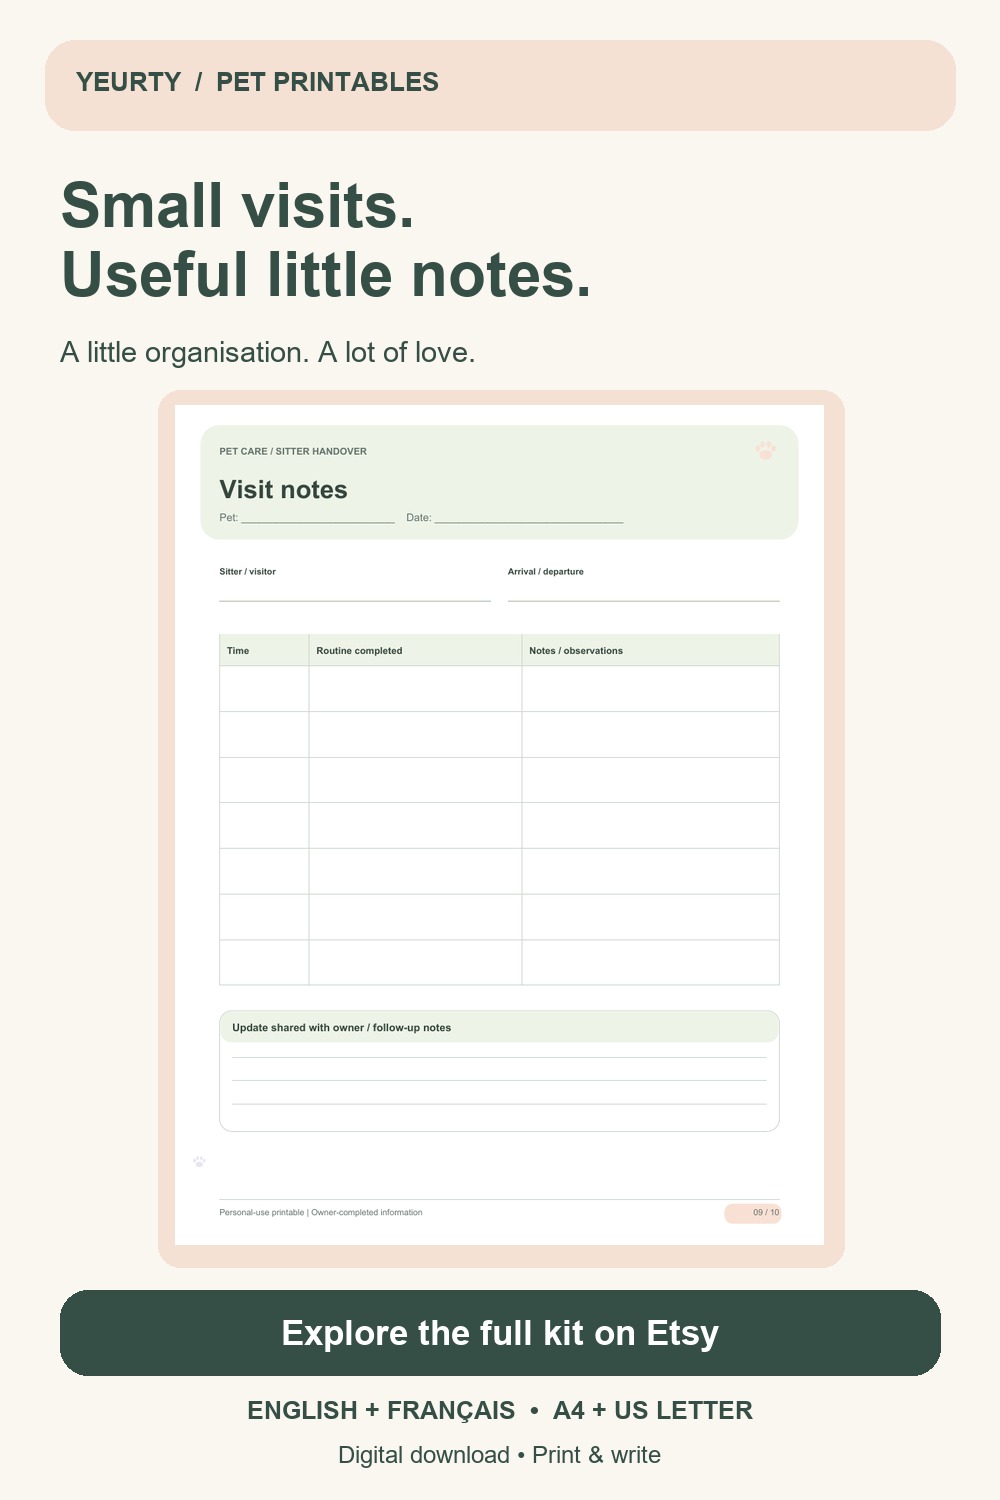 YEURTY / PET PRINTABLES
Small visits.
Useful little notes.
A little organisation. A lot of love.
PET CARE / SITTER HANDOVER
Visit notes
Pet: __________________________ Date: ________________________________
Sitter / visitor
Arrival / departure
Time Routine completed Notes / observations
Update shared with owner / follow-up notes
Personal-use printable | Owner-completed information
09 / 10
Explore the full kit on Etsy
ENGLISH + FRANÇAIS • A4 + US LETTER
Digital download • Print & write